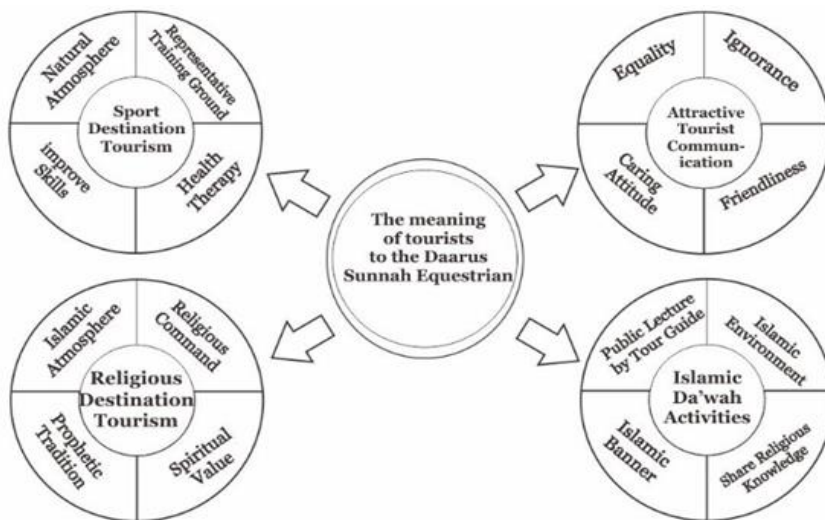 Natural
Atmosphere
Representative
Training Ground
Sport
Destination
Tourism
improve
Skills
Health
Therapy
Equality
Ignorance
Attractive
Tourist
Commun-
ication
Caring
Attitude
Friendliness
The meaning
of tourists
to the Daarus
Sunnah Equestrian
Islamic
Atmosphere
Religious
Command
Religious
Destination
Tourism
Prophetic
Tradition
Spiritual
Value
Public Lecture
by Tour Guide
Islamic
Environment
Islamic
Da'wah
Activities
Islamic
Banner
Share Religious
Knowledge